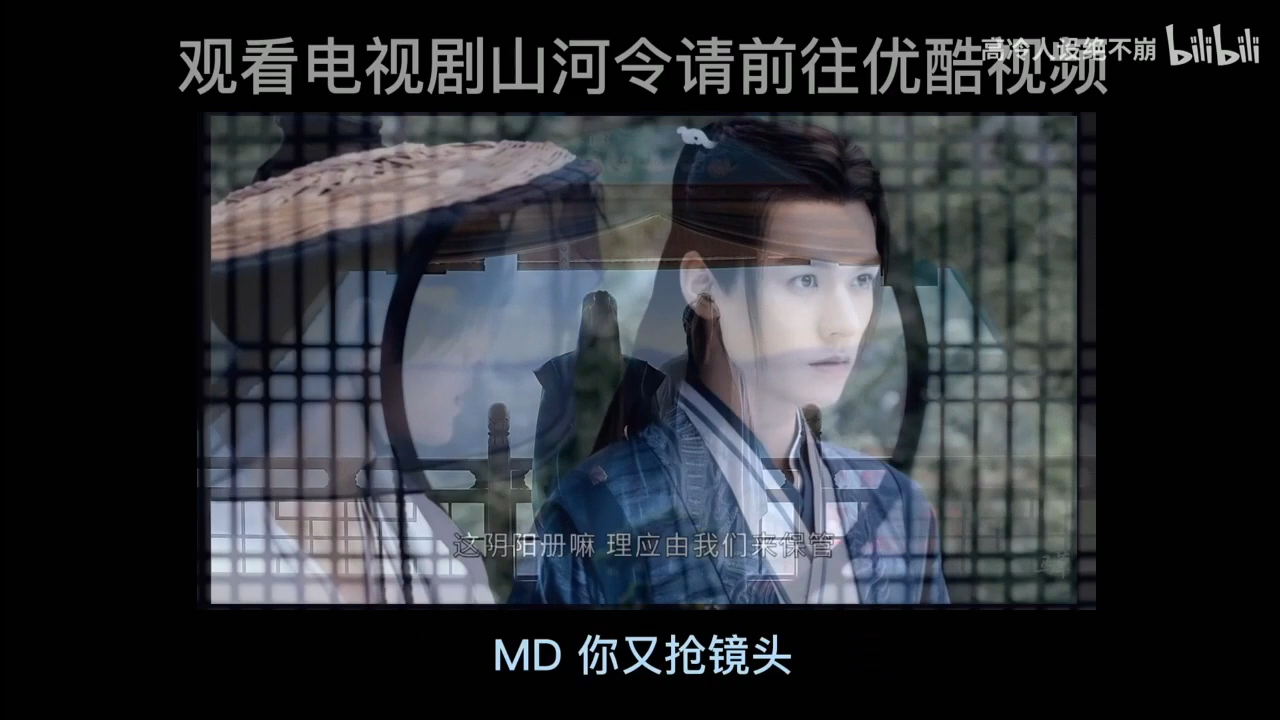 观看电视剧山河令请前往优酷视频
高冷人设绝不崩 bilibili
这阴阳册嘛 理应由我们来保管
MD 你又抢镜头